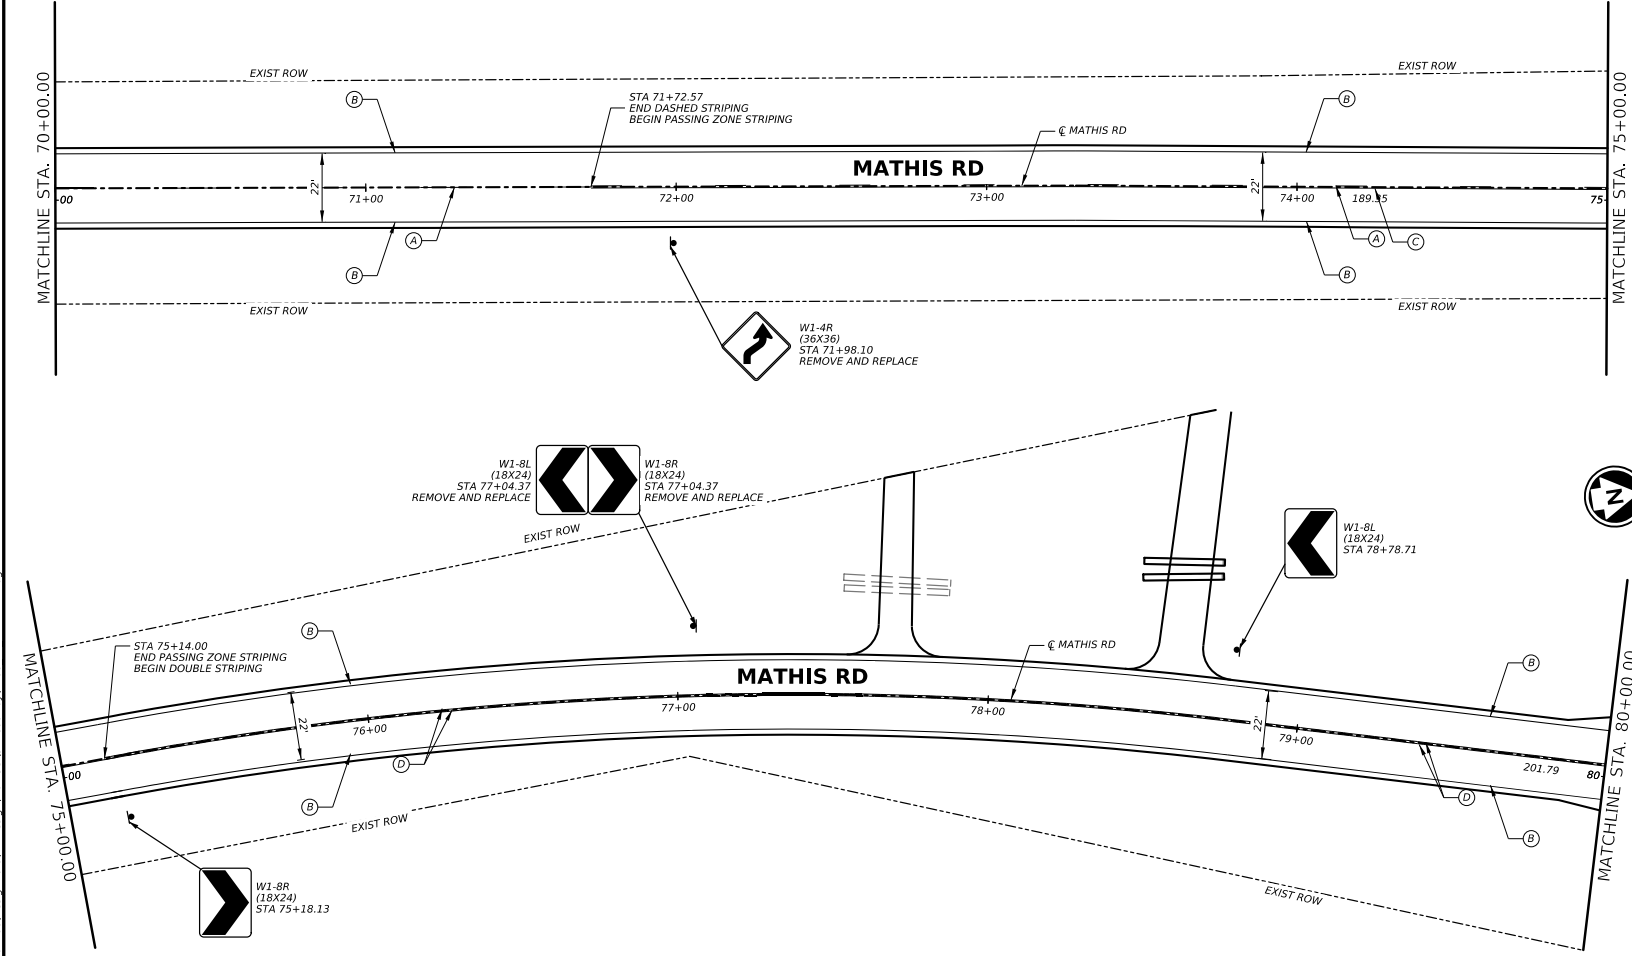 MATCHLINE STA. 70+00.00
EXIST ROW
EXIST ROW
MATCHLINE STA. 75+00.00
B
STA 71+72.57
END DASHED STRIPING
BEGIN PASSING ZONE STRIPING
℄ MATHIS RD
B
MATHIS RD
22'
22'
-00
71+00
72+00
73+00
74+00
189.35
75-
A
A
C
B
B
EXIST ROW
EXIST ROW
W1-4R
(36X36)
STA 71+98.10
REMOVE AND REPLACE
W1-8L
(18X24)
STA 77+04.37
REMOVE AND REPLACE
W1-8R
(18X24)
STA 77+04.37
REMOVE AND REPLACE
EXIST ROW
N
W1-8L
(18X24)
STA 78+78.71
MATCHLINE STA. 75+00.00
STA 75+14.00
END PASSING ZONE STRIPING
BEGIN DOUBLE STRIPING
B
℄ MATHIS RD
B
MATHIS RD
22'
22'
-00
76+00
77+00
78+00
79+00
201.79
80-
D
D
B
B
EXIST ROW
EXIST ROW
MATCHLINE STA. 80+00.00
W1-8R
(18X24)
STA 75+18.13